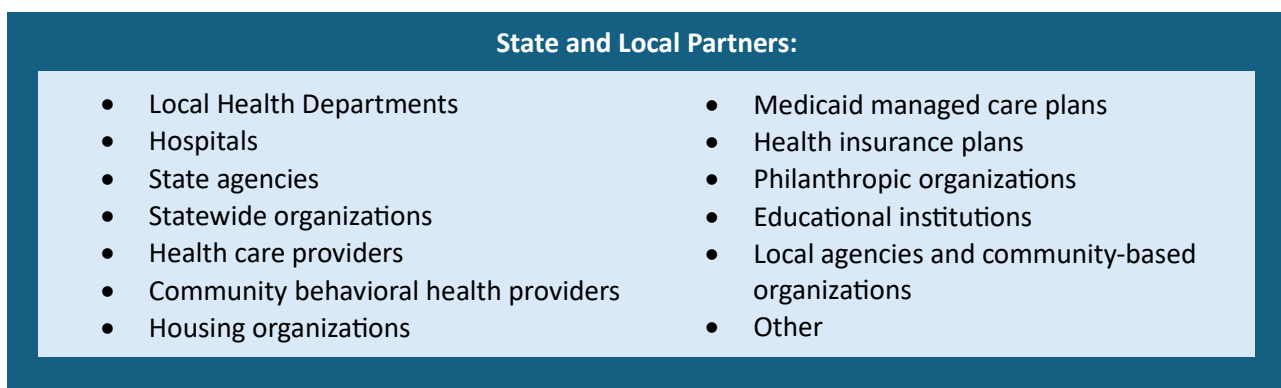 State and Local Partners:
• Local Health Departments
• Hospitals
• State agencies
• Statewide organizations
• Health care providers
• Community behavioral health providers
• Housing organizations
• Medicaid managed care plans
• Health insurance plans
• Philanthropic organizations
• Educational institutions
• Local agencies and community-based
organizations
• Other